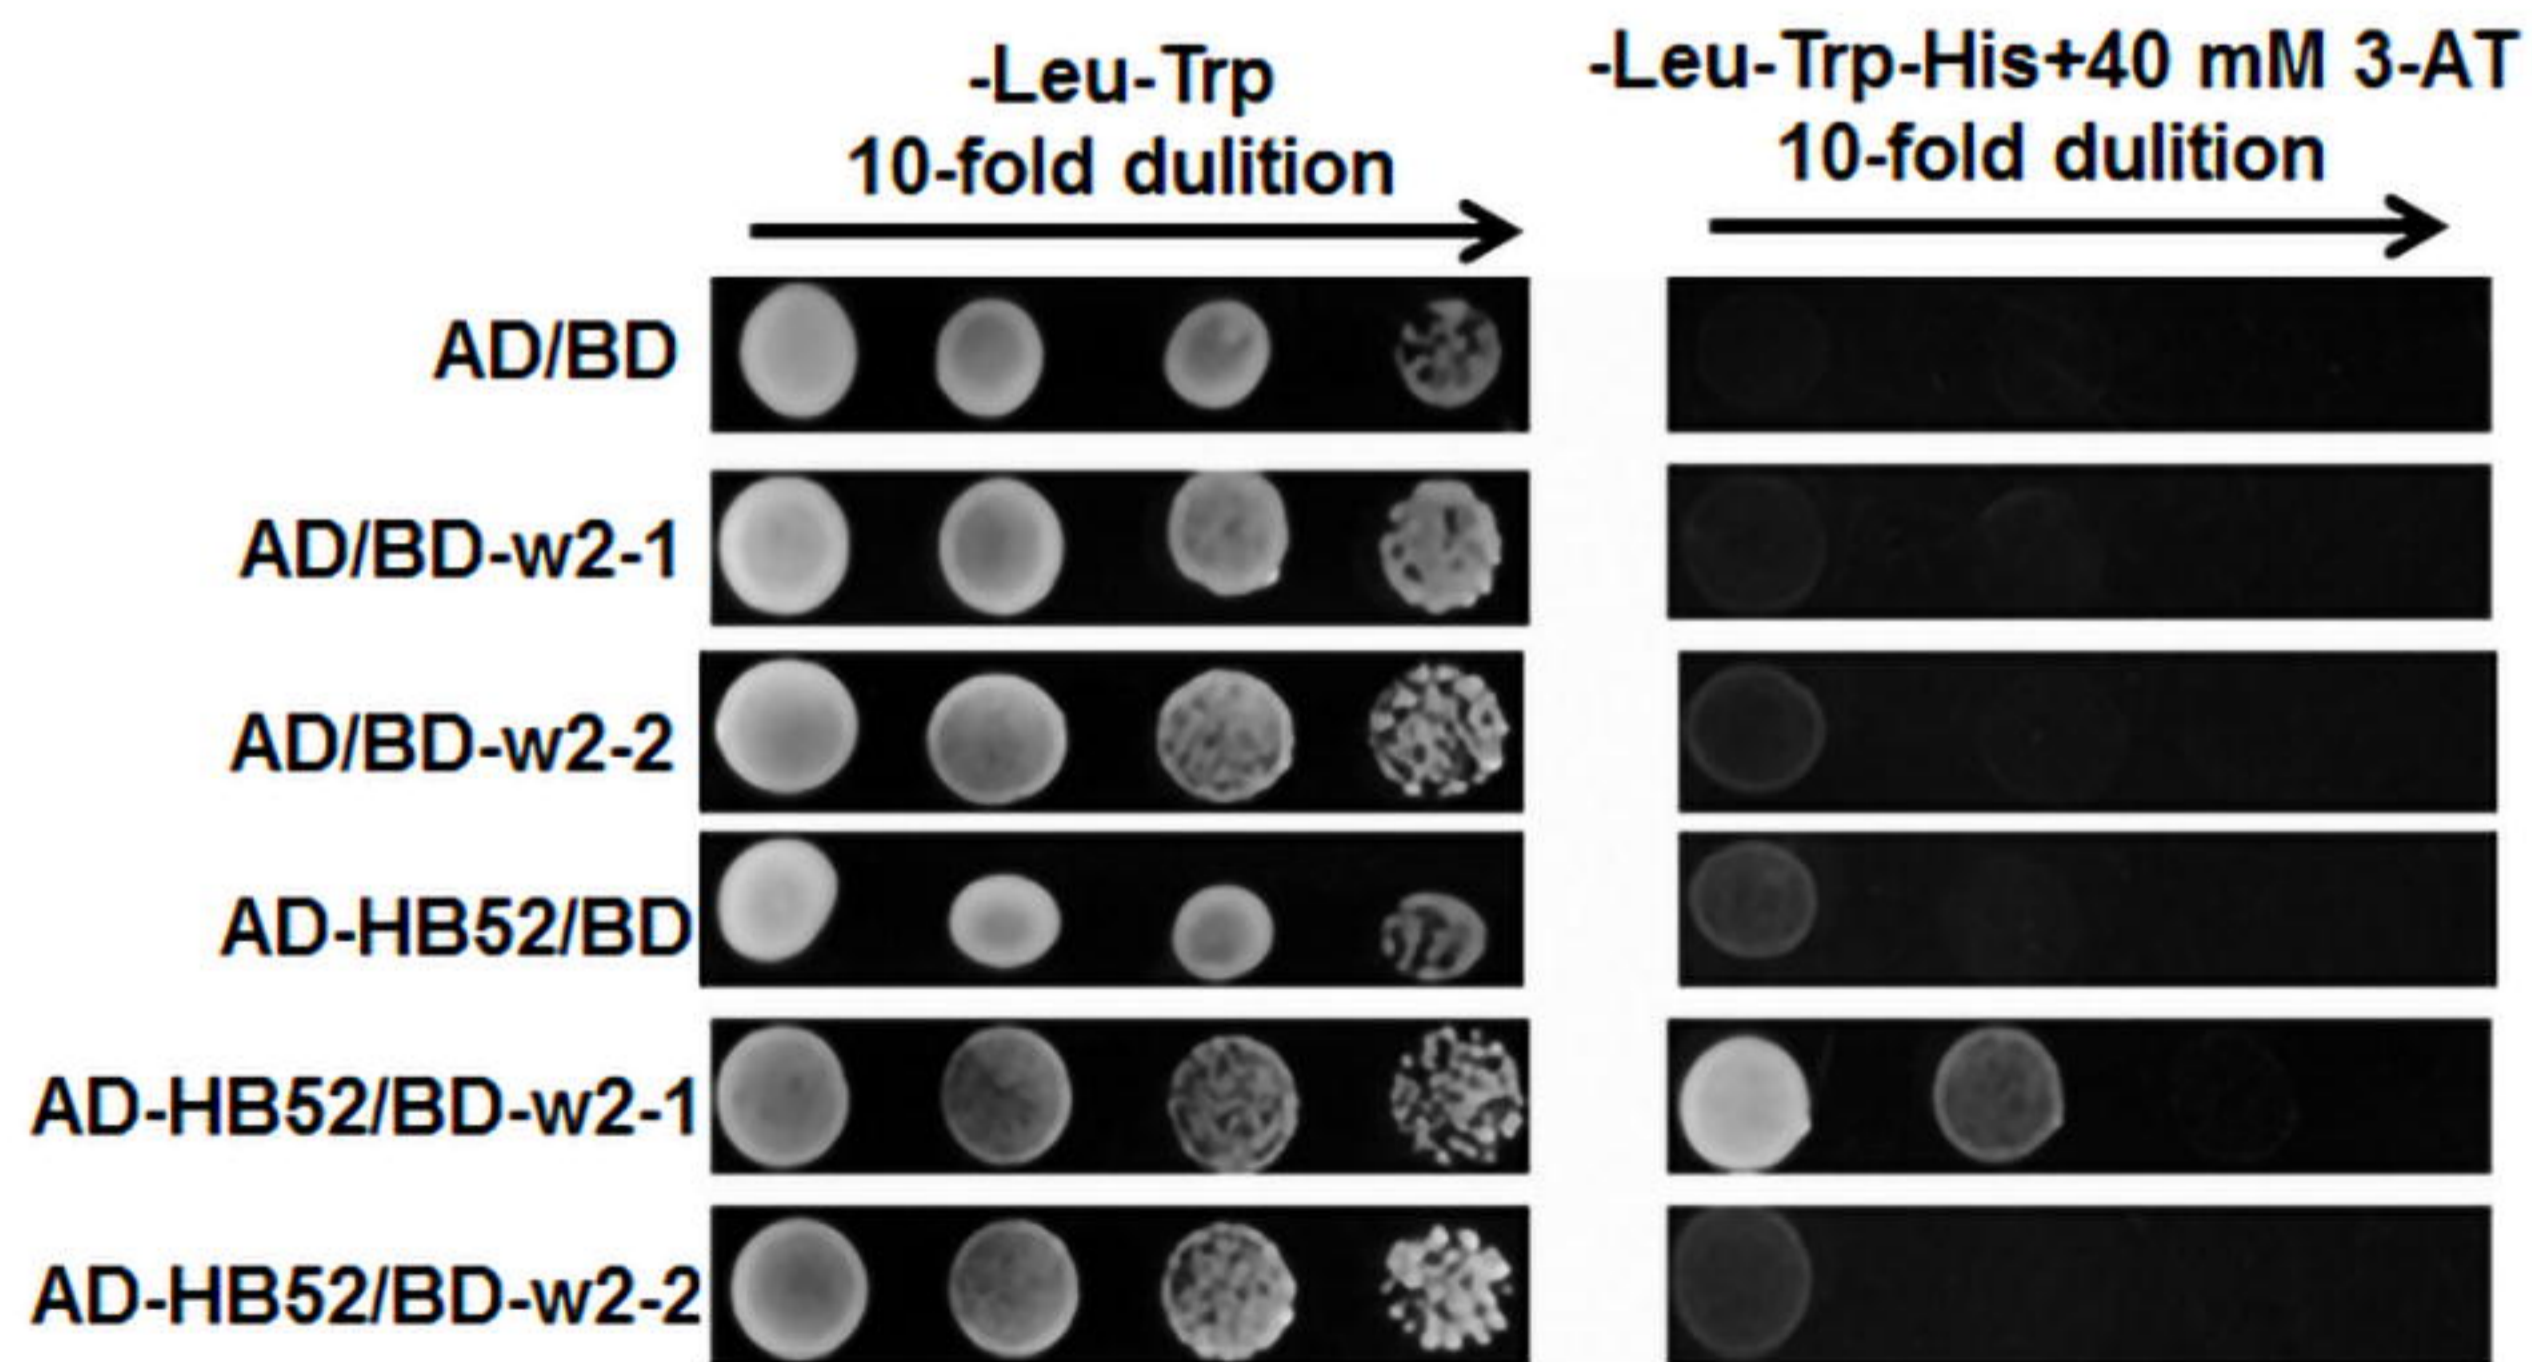 -Leu-Trp
10-fold dulition
-Leu-Trp-His+40 mM 3-AT
10-fold dulition
AD/BD
AD/BD-w2-1
AD/BD-w2-2
AD-HB52/BD
AD-HB52/BD-w2-1
AD-HB52/BD-w2-2